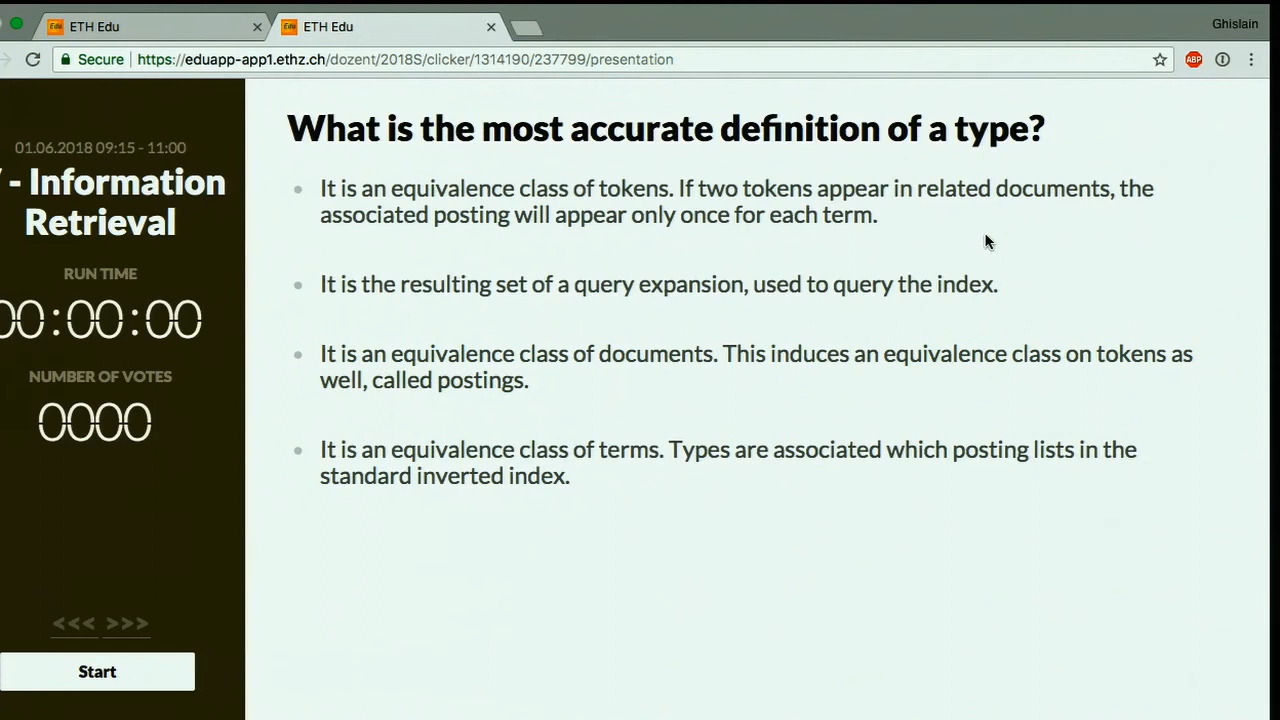 ETH Edu
ETH Edu
Ghislain
Secure
https://eduapp-app1.ethz.ch/dozent/2018S/clicker/1314190/237799/presentation
ABP
01.06.2018 09:15 - 11:00
- Information
Retrieval
RUN TIME
00:00:00
NUMBER OF VOTES
0000
<<< >>>
Start
What is the most accurate definition of a type?
It is an equivalence class of tokens. If two tokens appear in related documents, the
associated posting will appear only once for each term.
It is the resulting set of a query expansion, used to query the index.
It is an equivalence class of documents. This induces an equivalence class on tokens as
well, called postings.
It is an equivalence class of terms. Types are associated which posting lists in the
standard inverted index.